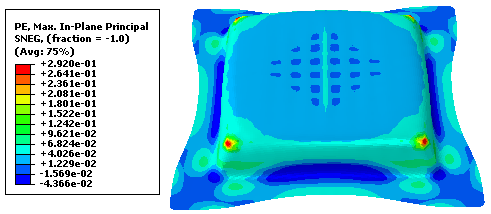 PE, Max. In-Plane Principal
SNEG, (fraction = -1.0)
(Avg: 75%)
+2.920e-01
+2.641e-01
+2.361e-01
+2.081e-01
+1.801e-01
+1.522e-01
+1.242e-01
+9.621e-02
+6.824e-02
+4.026e-02
+1.229e-02
-1.569e-02
-4.366e-02